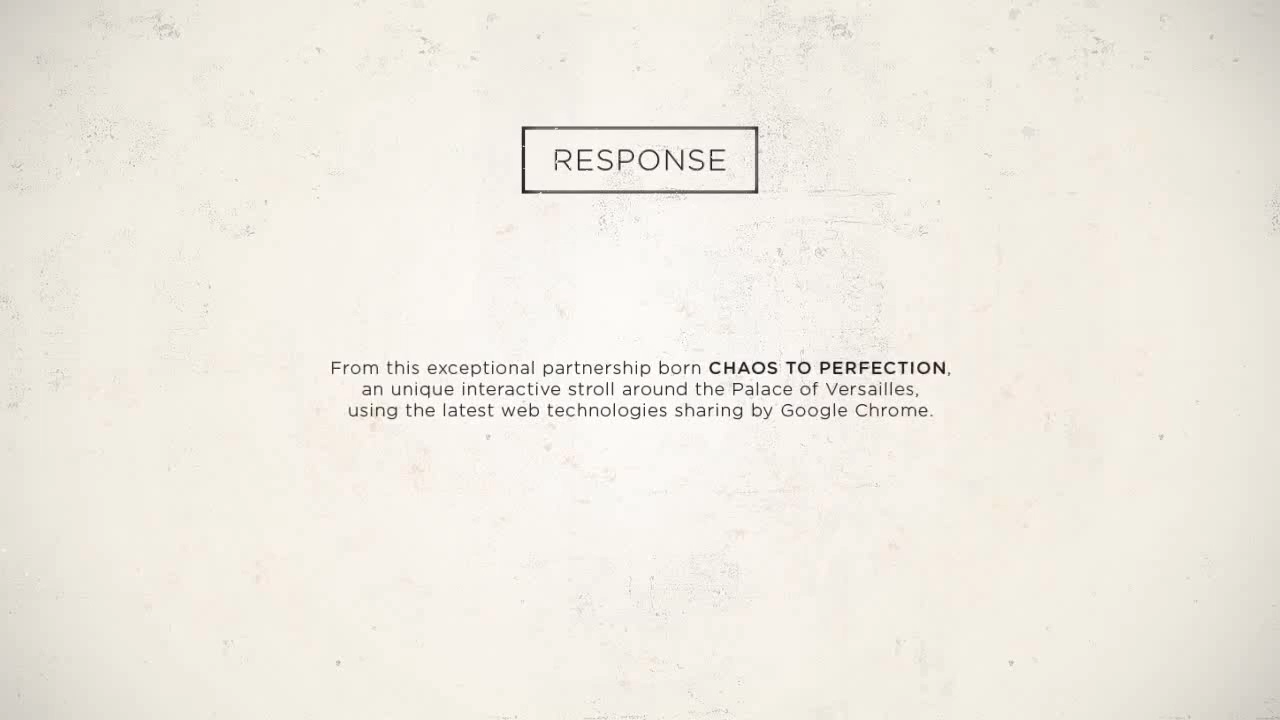 RESPONSE
From this exceptional partnership born CHAOS TO PERFECTION,
an unique interactive stroll around the Palace of Versailles,
using the latest web technologies sharing by Google Chrome.